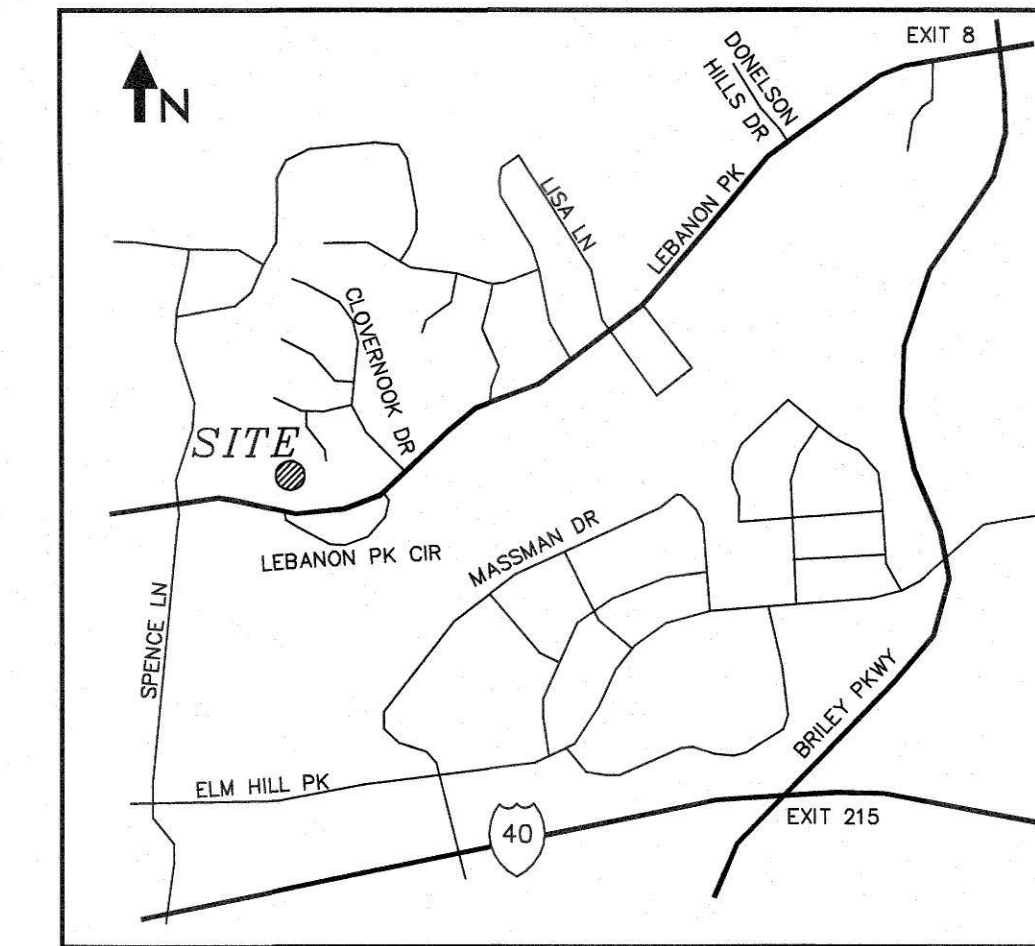 EXIT 8
DONELSON
HILLS DR
N
LISA LN
LEBANON PK
CLOVERNOOK DR
SITE
LEBANON PK CIR
MASSMAN DR
SPENCE LN
BRILEY PKWY
ELM HILL PK
EXIT 215
40